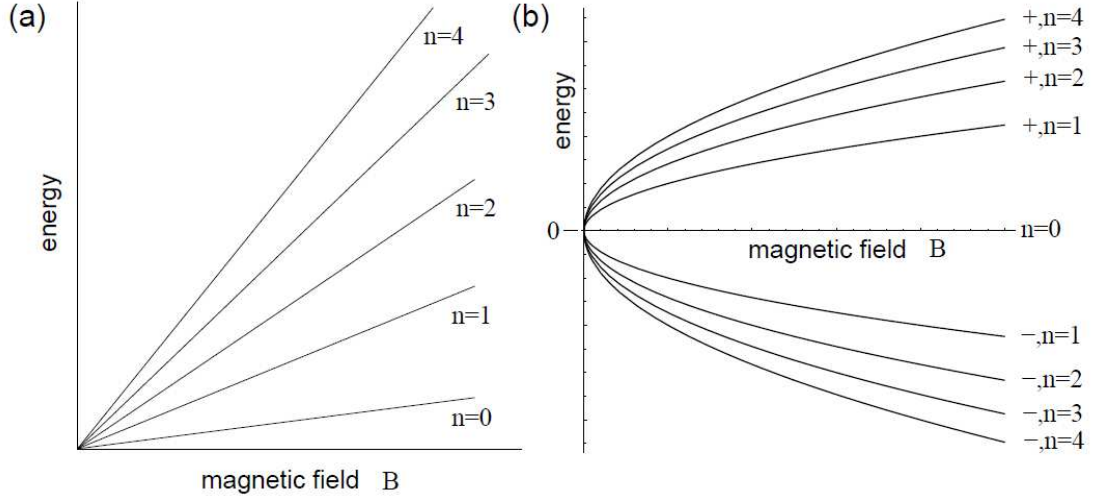 (a)
energy
n=4
n=3
n=2
n=1
n=0
magnetic field B
(b)
energy
+,n=4
+,n=3
+,n=2
+,n=1
0
n=0
magnetic field B
−,n=1
−,n=2
−,n=3
−,n=4